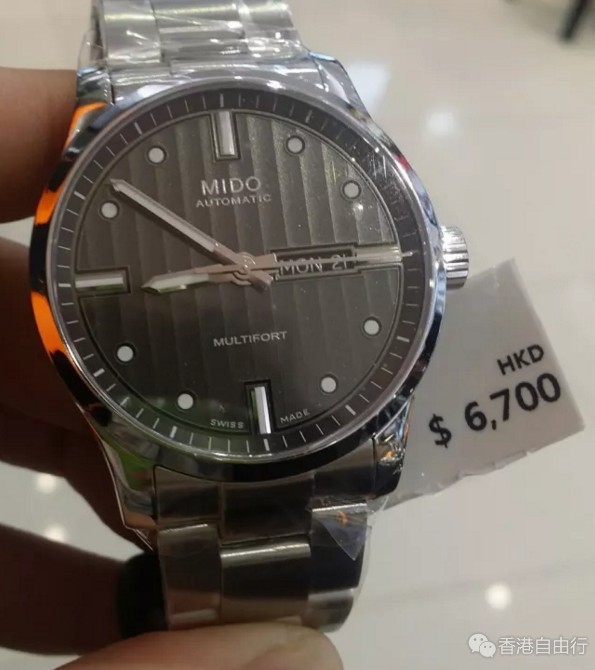 MIDO
AUTOMATIC
MON 21
MULTIFORT
SWISS MADE
HKD
$ 6,700
香港自由行